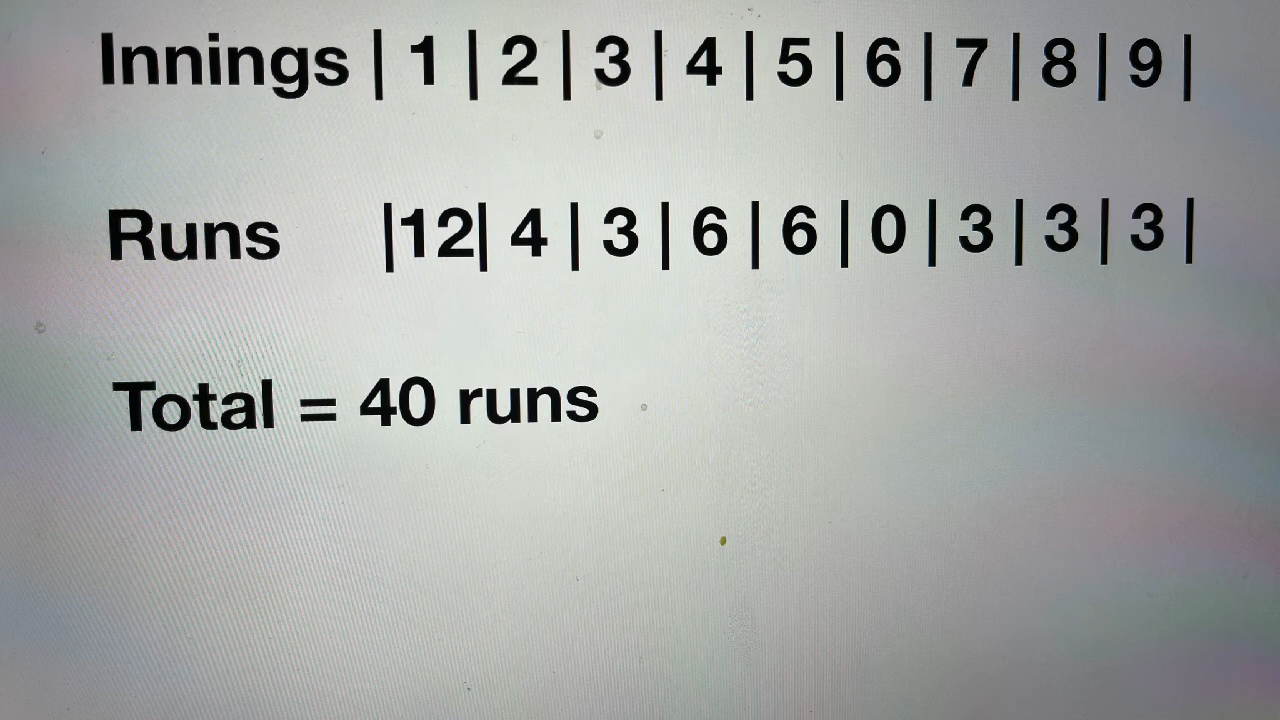 Innings | 1 | 2 | 3 | 4 | 5 | 6 | 7 | 8 | 9 |
Runs |12| 4 | 3 | 6 | 6 | 0 | 3 | 3 | 3 |
Total = 40 runs